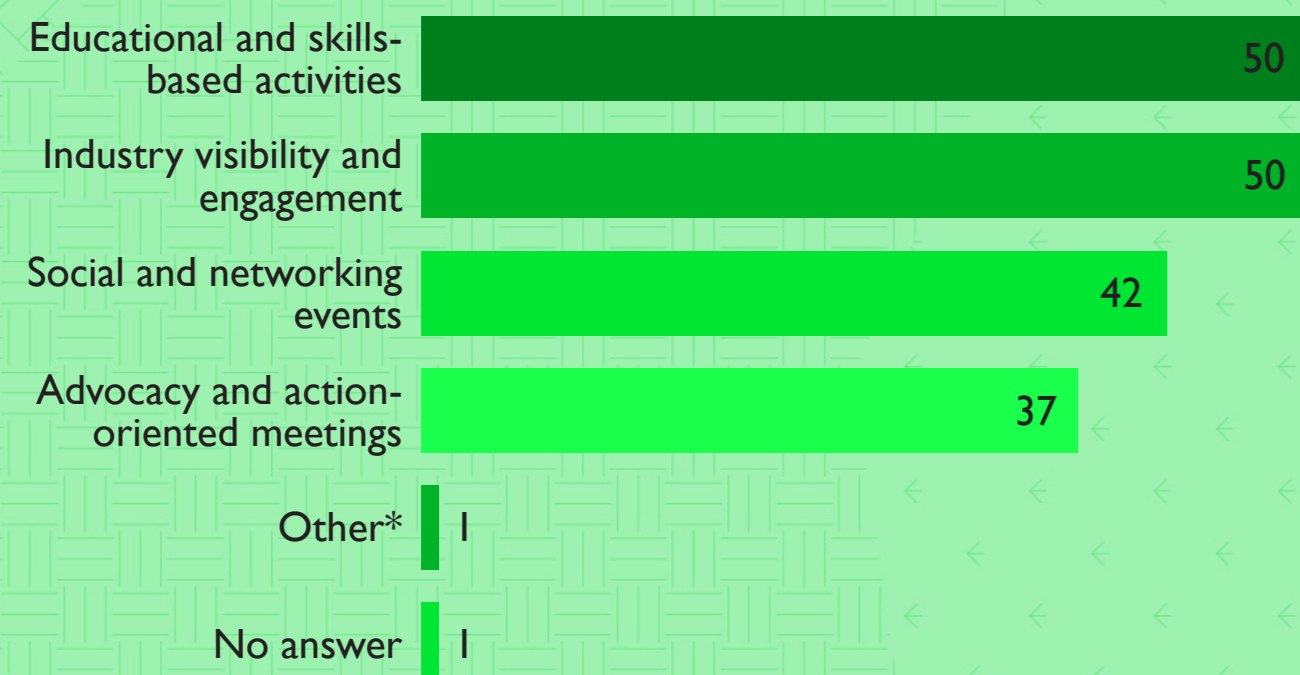 Educational and skills-
based activities
50
Industry visibility and
engagement
50
Social and networking
events
42
Advocacy and action-
oriented meetings
37
Other*
1
No answer
1